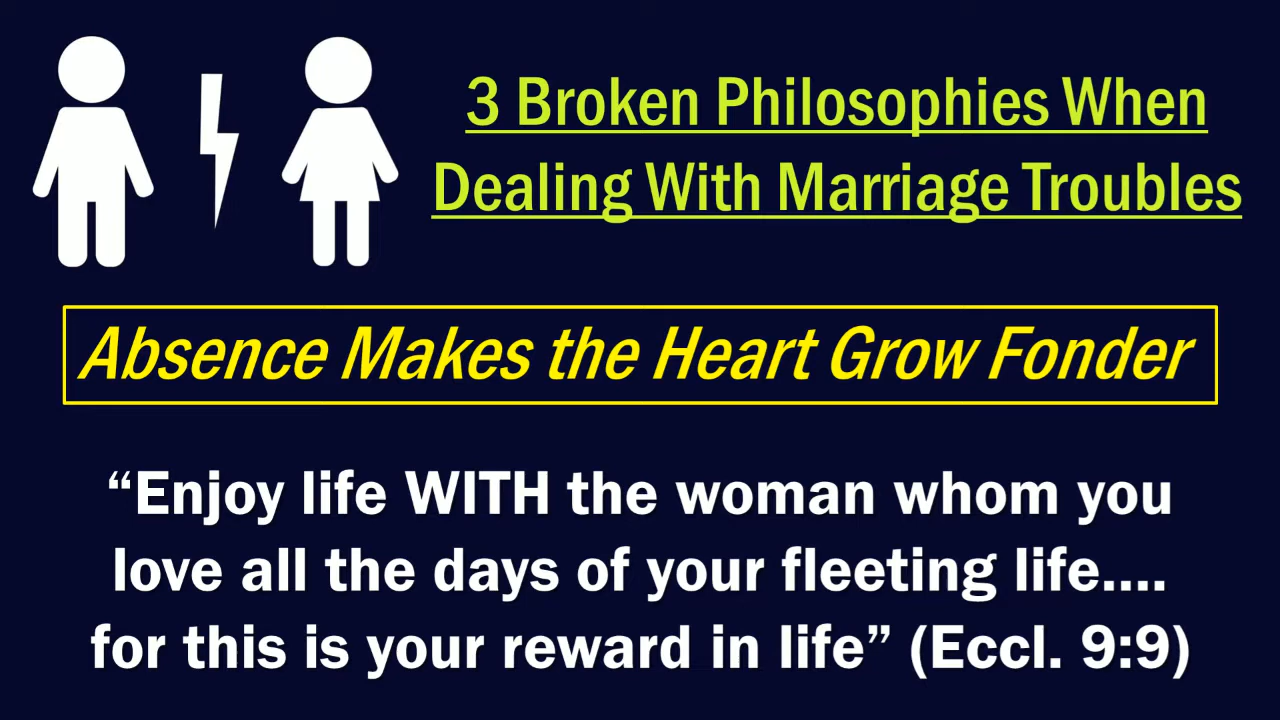 3 Broken Philosophies When
Dealing With Marriage Troubles
Absence Makes the Heart Grow Fonder
“Enjoy life WITH the woman whom you
love all the days of your fleeting life....
for this is your reward in life” (Eccl. 9:9)